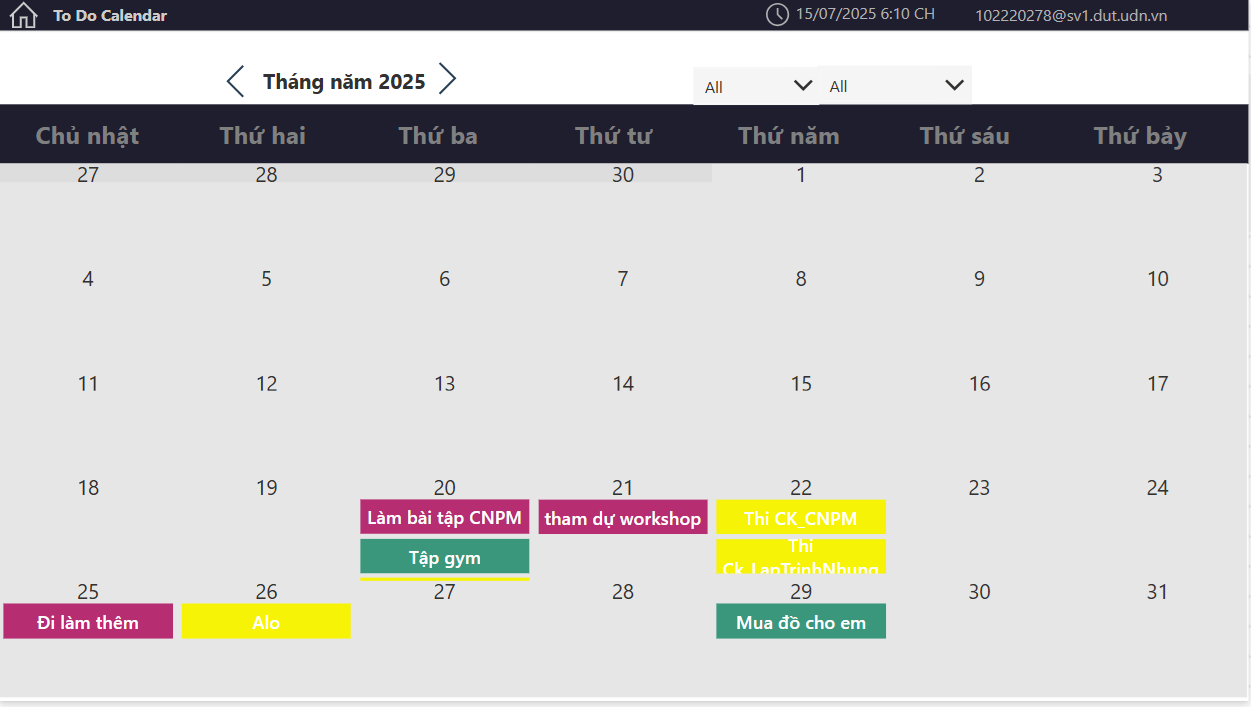 To Do Calendar
15/07/2025 6:10 CH
102220278@sv1.dut.udn.vn
Tháng năm 2025
All
All
Chủ nhật Thứ hai Thứ ba Thứ tư Thứ năm Thứ sáu Thứ bảy
27 28 29 30 1 2 3
4 5 6 7 8 9 10
11 12 13 14 15 16 17
18 19 20 21 22 23 24
Làm bài tập CNPM tham dự workshop Thi CK_CNPM
Tập gym Thi
Ck_LapTrinhNhung
25 26 27 28 29 30 31
Đi làm thêm Alo Mua đồ cho em